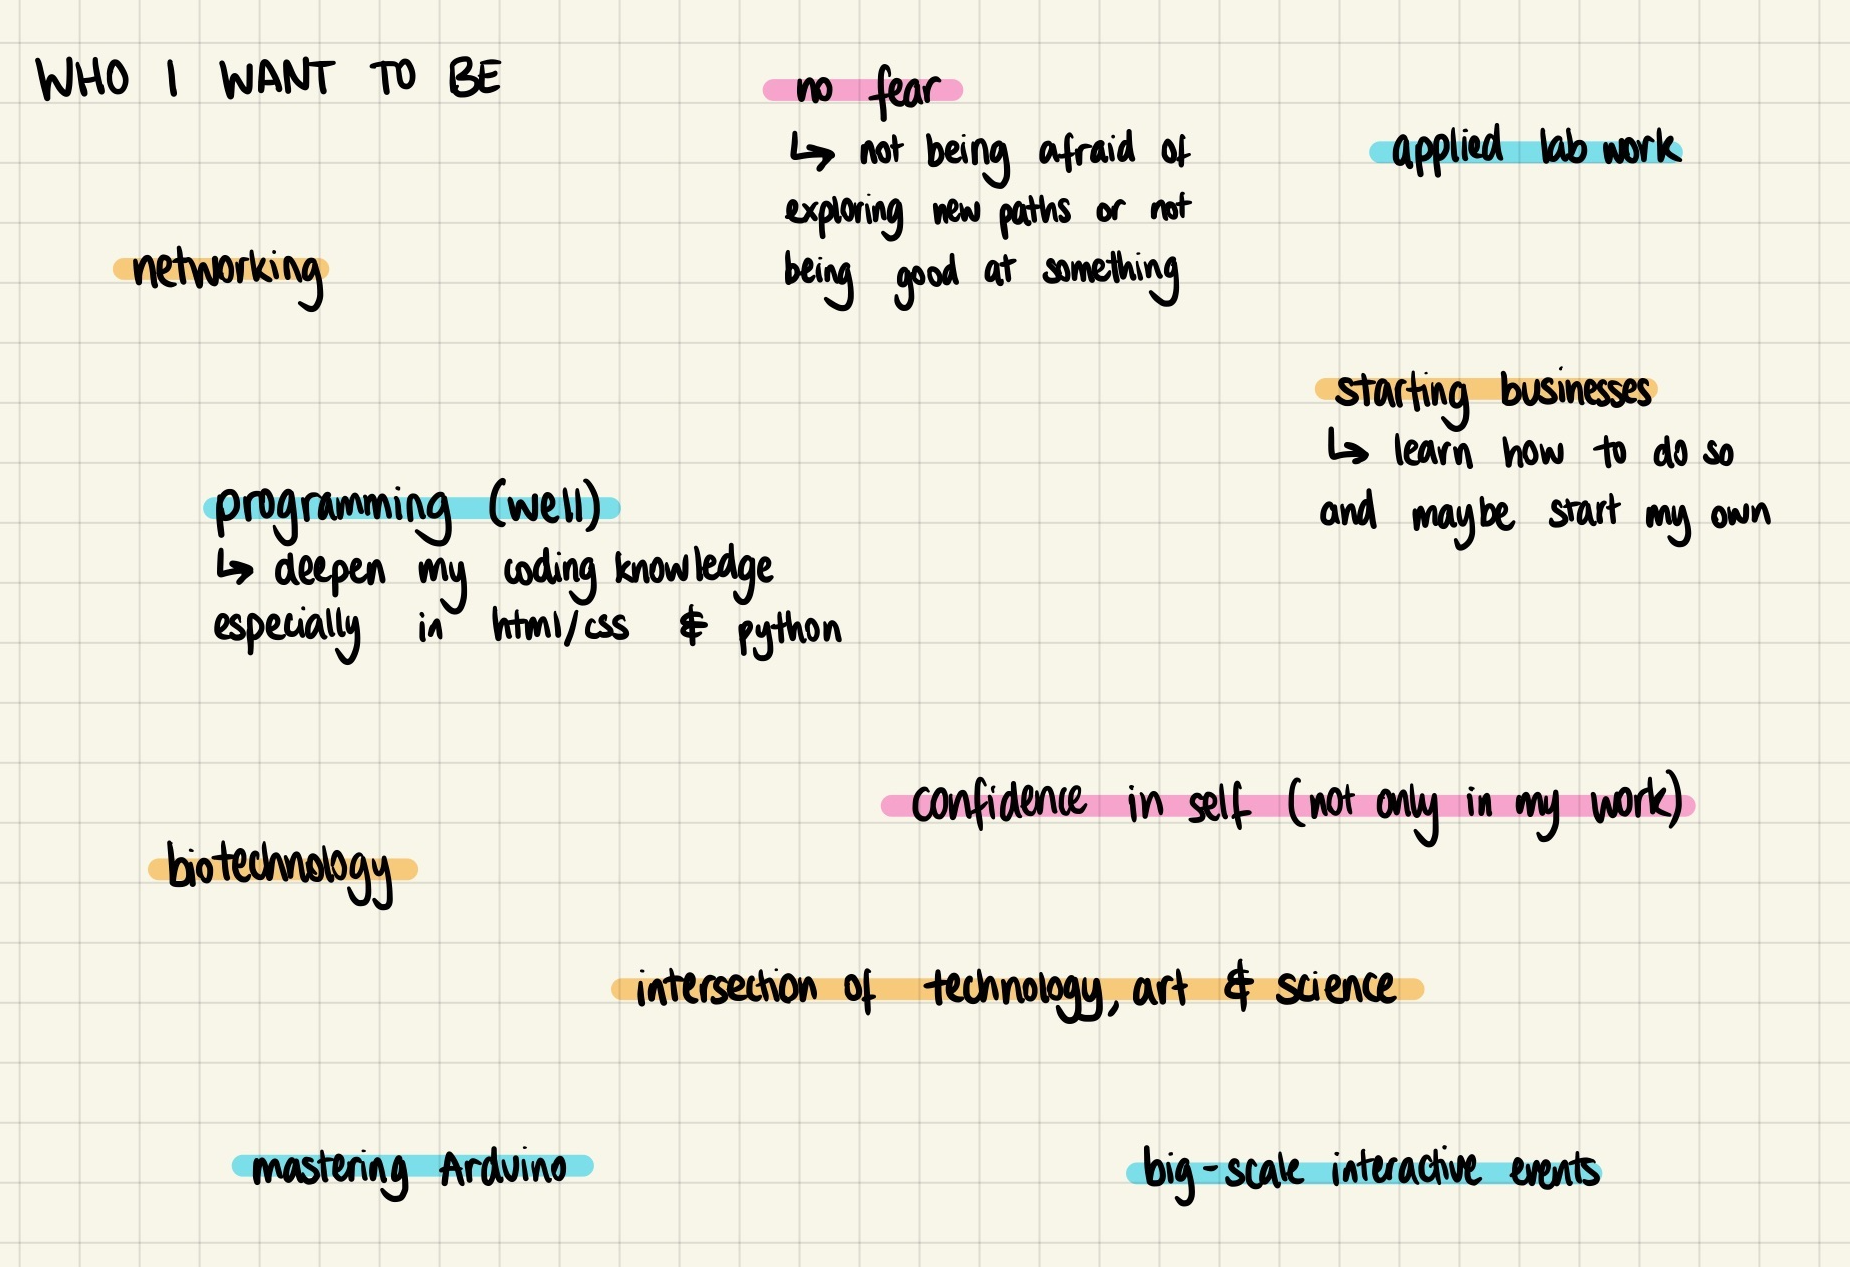 WHO I WANT TO BE
no fear
↳ not being afraid of
exploring new paths or not
being good at something
applied lab work
networking
starting businesses
↳ learn how to do so
and maybe start my own
programming (well)
↳ deepen my coding knowledge
especially in html/css & python
confidence in self (not only in my work)
biotechnology
intersection of technology, art & science
mastering Arduino
big-scale interactive events